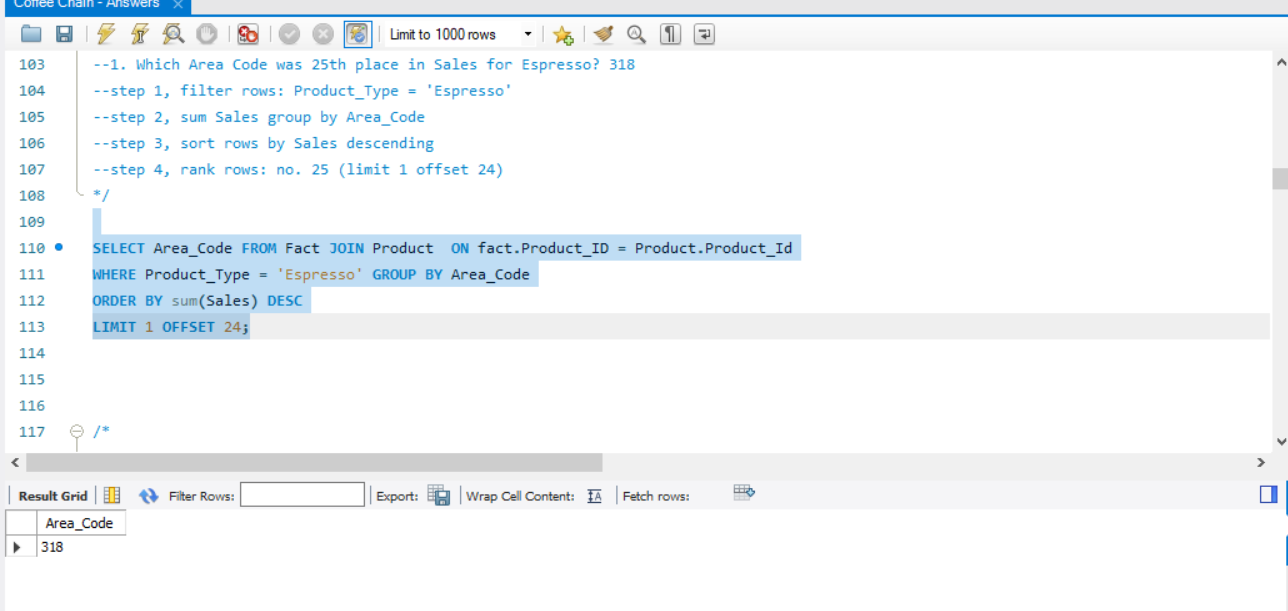 Coffee Chain - Answers
Limit to 1000 rows
103 --1. Which Area Code was 25th place in Sales for Espresso? 318
104 --step 1, filter rows: Product_Type = 'Espresso'
105 --step 2, sum Sales group by Area_Code
106 --step 3, sort rows by Sales descending
107 --step 4, rank rows: no. 25 (limit 1 offset 24)
108 */
109
110 SELECT Area_Code FROM Fact JOIN Product  ON fact.Product_ID = Product.Product_Id
111 WHERE Product_Type = 'Espresso' GROUP BY Area_Code
112 ORDER BY sum(Sales) DESC
113 LIMIT 1 OFFSET 24;
114
115
116
117 /*
Result Grid Filter Rows: Export: Wrap Cell Content: IA Fetch rows:
Area_Code
318